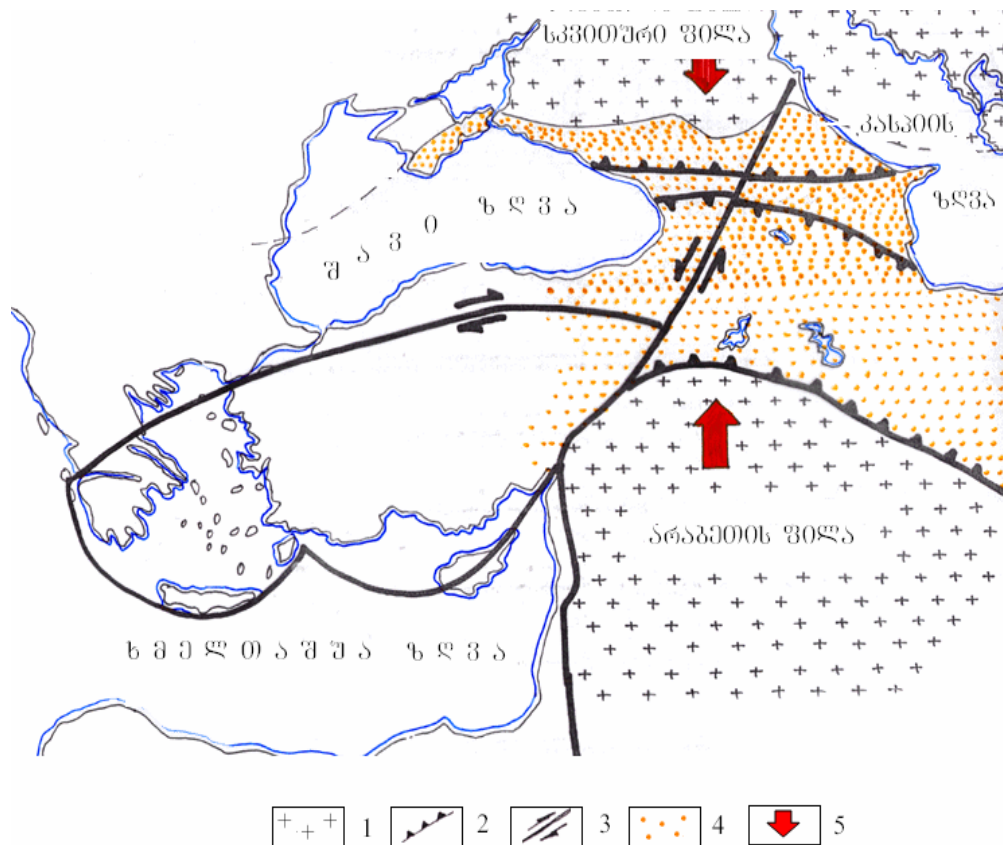 სკვითური ფილა
კასპიის
ზღვა
შავი ზღვა
არაბეთის ფილა
ხმელთაშუა ზღვა
1 2 3 4 5